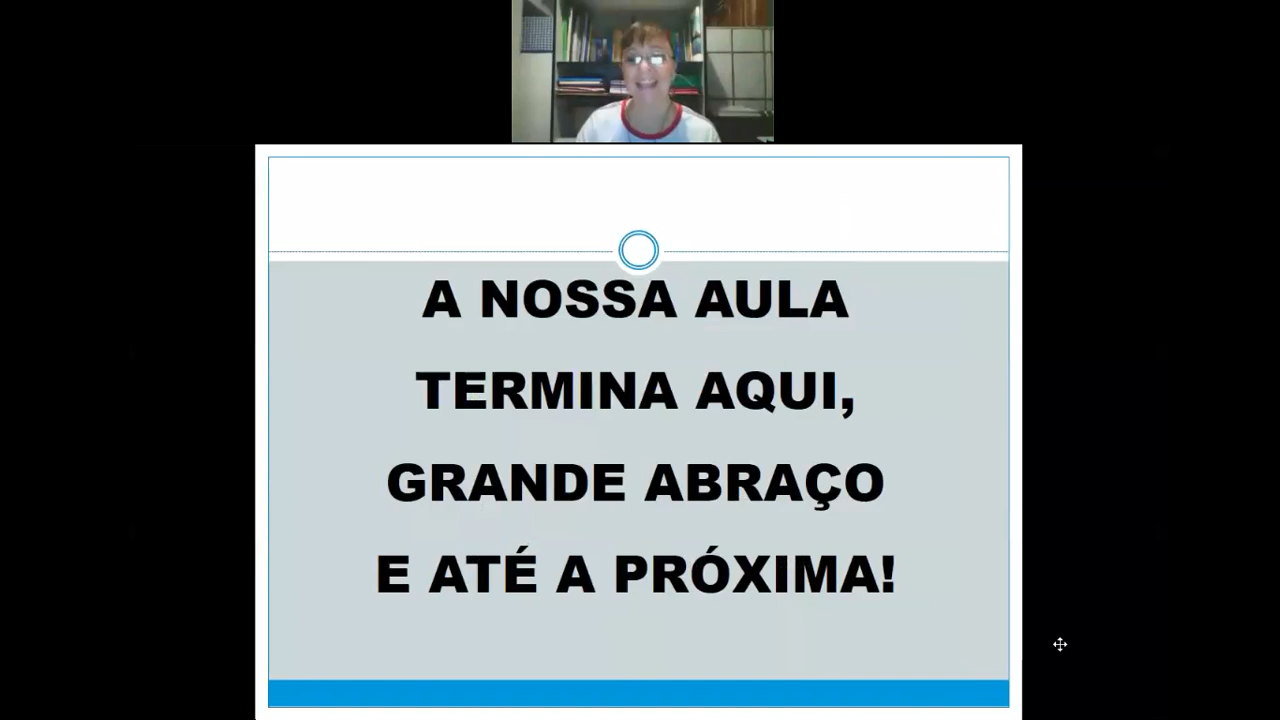 A NOSSA AULA
TERMINA AQUI,
GRANDE ABRAÇO
E ATÉ A PRÓXIMA!